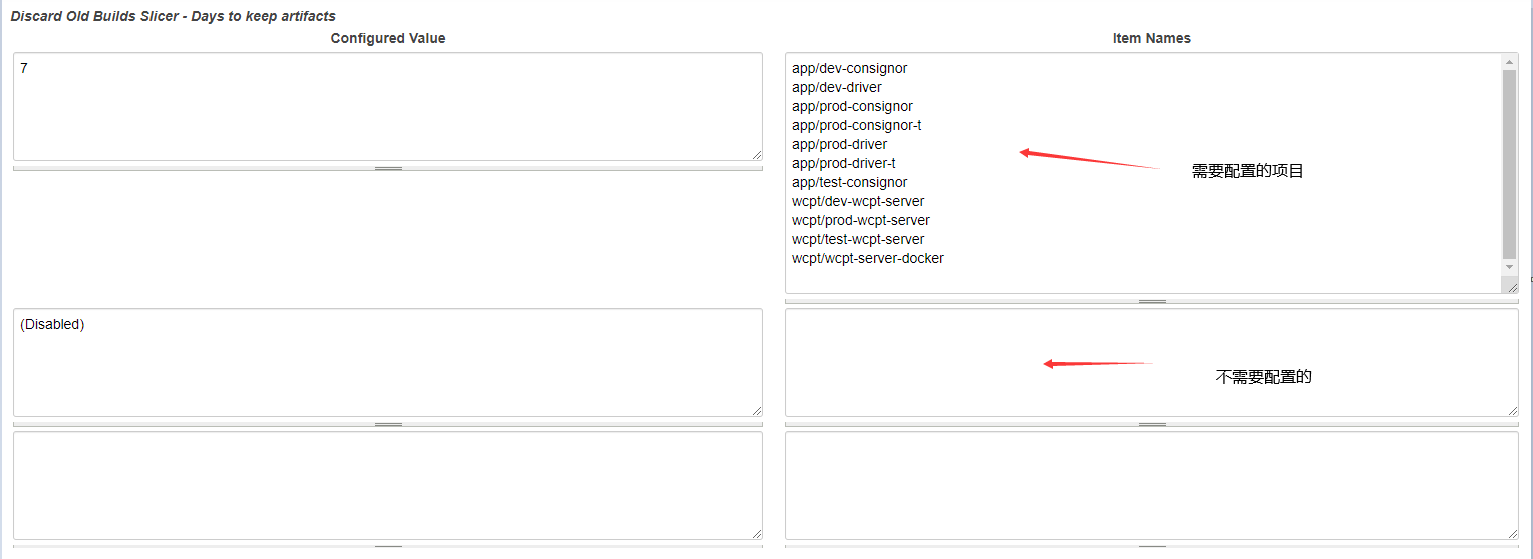 Discard Old Builds Slicer - Days to keep artifacts
Configured Value
Item Names
7
app/dev-consignor
app/dev-driver
app/prod-consignor
app/prod-consignor-t
app/prod-driver
app/prod-driver-t
app/test-consignor
wcpt/dev-wcpt-server
wcpt/prod-wcpt-server
wcpt/test-wcpt-server
wcpt/wcpt-server-docker
需要配置的项目
(Disabled)
不需要配置的